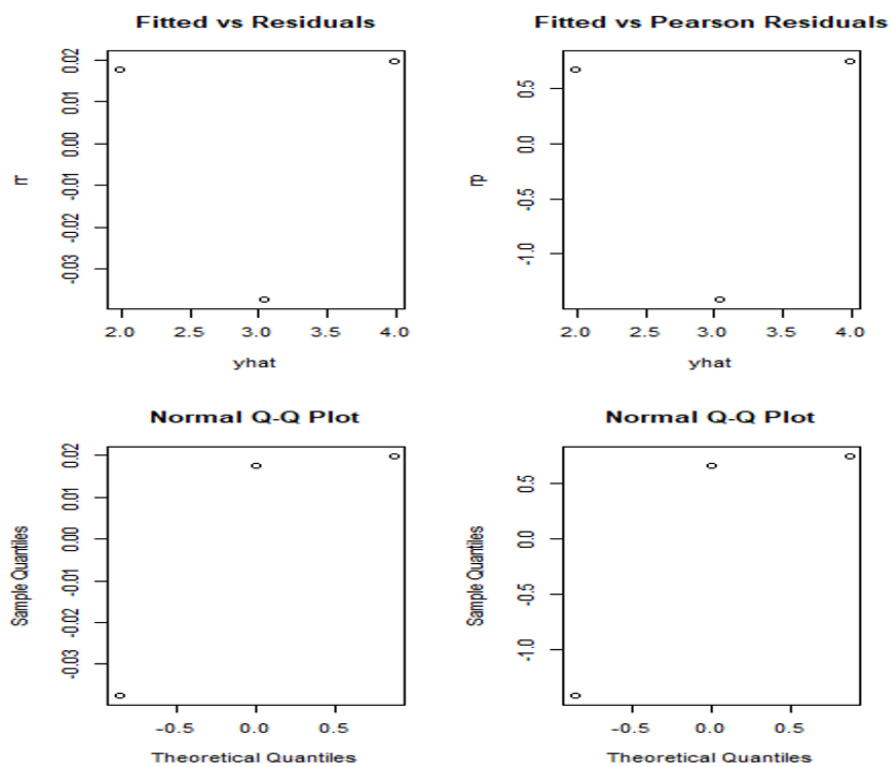 Fitted vs Residuals
rr
0.02
0.01
0.00
-0.01
-0.02
-0.03
2.0 2.5 3.0 3.5 4.0
yhat
Fitted vs Pearson Residuals
rp
0.5
0.0
-0.5
-1.0
2.0 2.5 3.0 3.5 4.0
yhat
Normal Q-Q Plot
Sample Quantiles
0.02
0.01
0.00
-0.01
-0.02
-0.03
-0.5 0.0 0.5
Theoretical Quantiles
Normal Q-Q Plot
Sample Quantiles
0.5
0.0
-0.5
-1.0
-0.5 0.0 0.5
Theoretical Quantiles